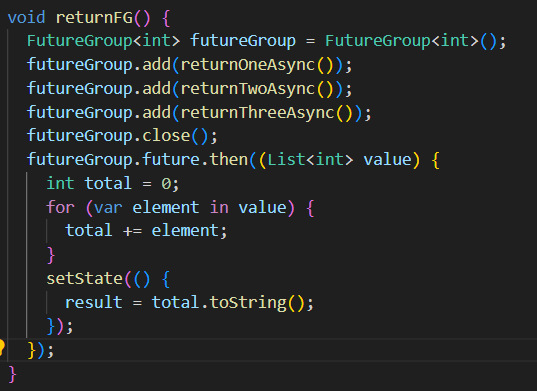 void returnFG() {
  FutureGroup<int> futureGroup = FutureGroup<int>();
  futureGroup.add(returnOneAsync());
  futureGroup.add(returnTwoAsync());
  futureGroup.add(returnThreeAsync());
  futureGroup.close();
  futureGroup.future.then((List<int> value) {
    int total = 0;
    for (var element in value) {
      total += element;
    }
    setState(() {
      result = total.toString();
    });
  });
}